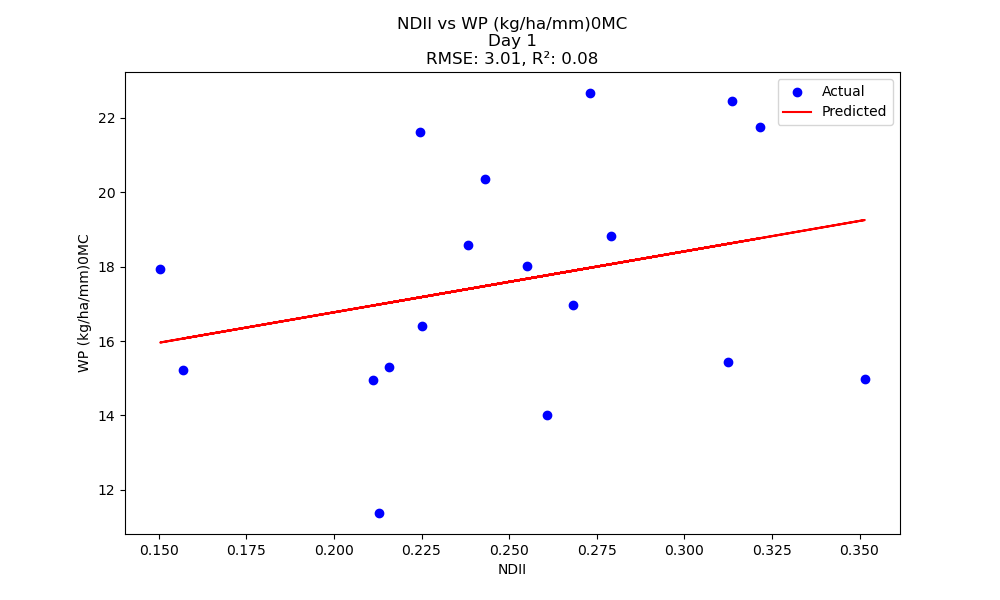 NDII vs WP (kg/ha/mm)0MC
Day 1
RMSE: 3.01, R²: 0.08
Actual
Predicted
WP (kg/ha/mm)0MC
22
20
18
16
14
12
0.150 0.175 0.200 0.225 0.250 0.275 0.300 0.325 0.350
NDII